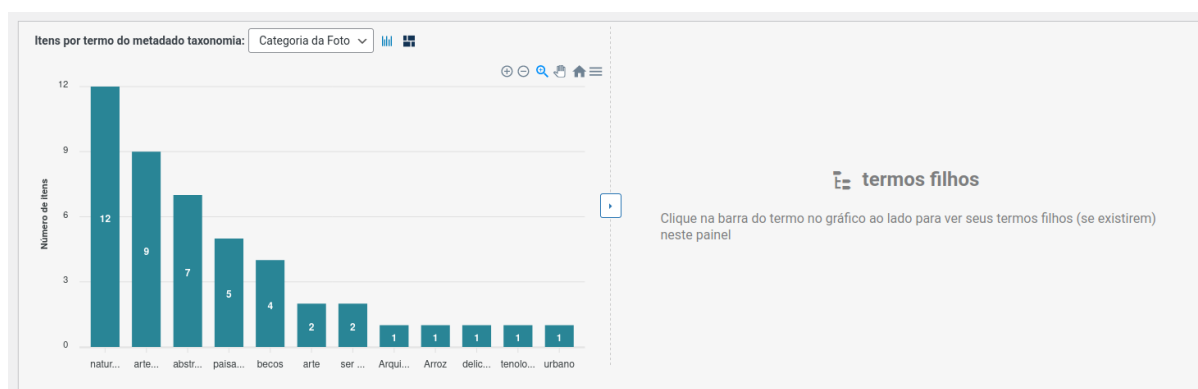 Itens por termo do metadado taxonomia: Categoria da Foto
12
9
6
3
0
Número de itens
12
9
7
5
4
2
2
1
1
1
1
1
natur... arte... abstr... paisa... becos arte ser ... Arqui... Arroz delic... tenolo... urbano
termos filhos
Clique na barra do termo no gráfico ao lado para ver seus termos filhos (se existirem)
neste painel